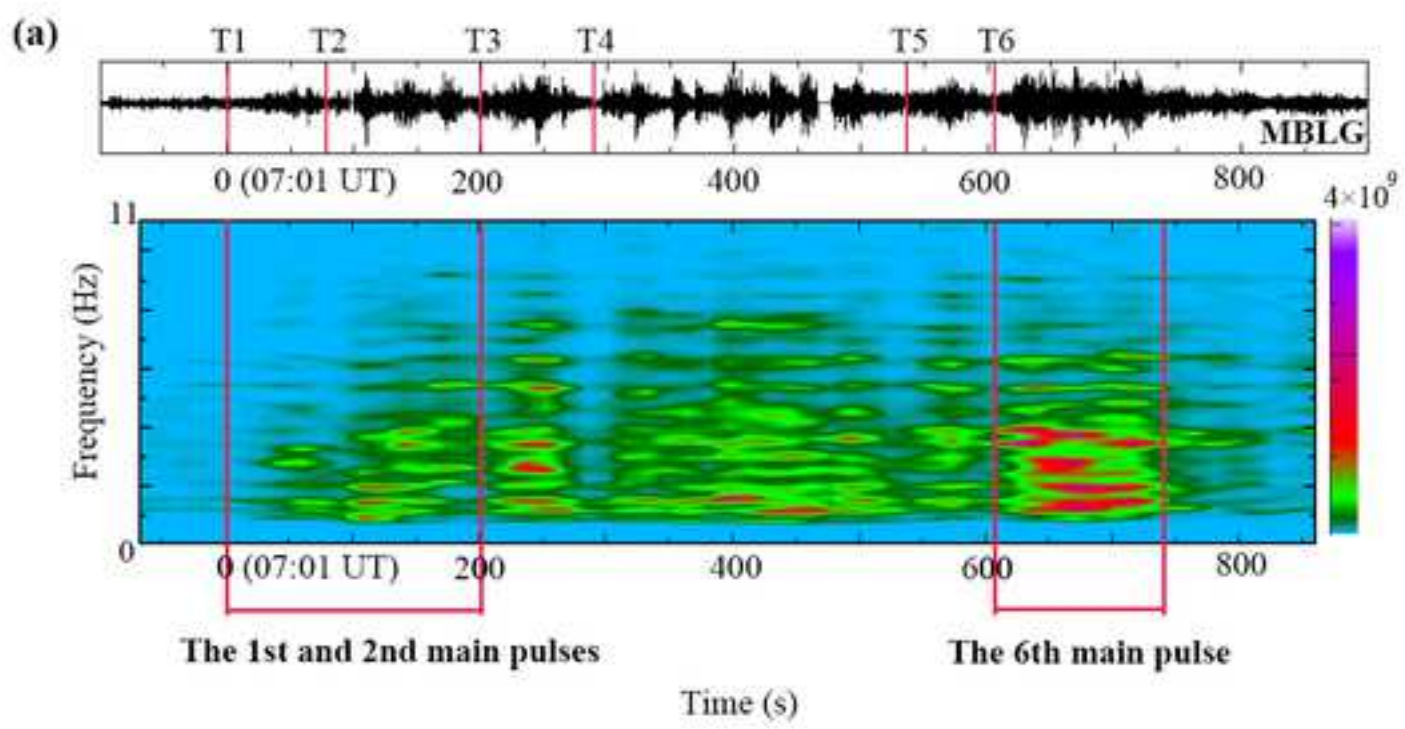 (a)
T1 T2 T3 T4 T5 T6
MBLG
0 (07:01 UT) 200 400 600 800
4×10⁹
11
Frequency (Hz)
0
0 (07:01 UT) 200 400 600 800
The 1st and 2nd main pulses The 6th main pulse
Time (s)